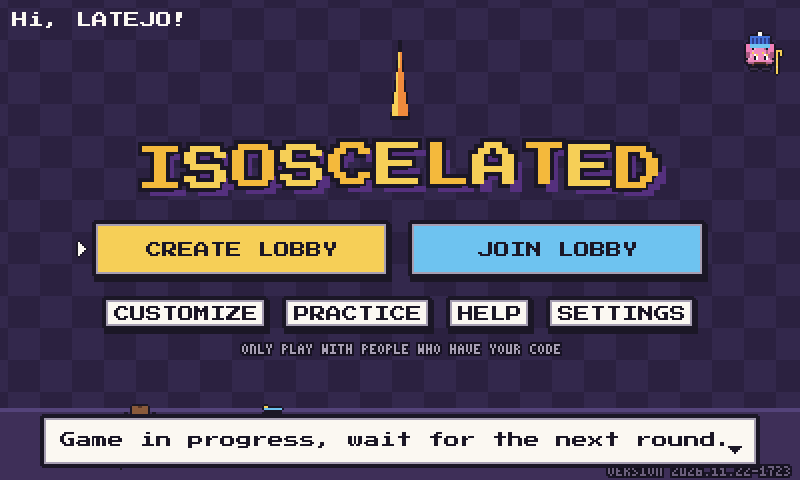 Hi, LATEJO!
ISOSCELATED
CREATE LOBBY
JOIN LOBBY
CUSTOMIZE
PRACTICE
HELP
SETTINGS
ONLY PLAY WITH PEOPLE WHO HAVE YOUR CODE
Game in progress, wait for the next round.
VERSION 2026.11.22-1723